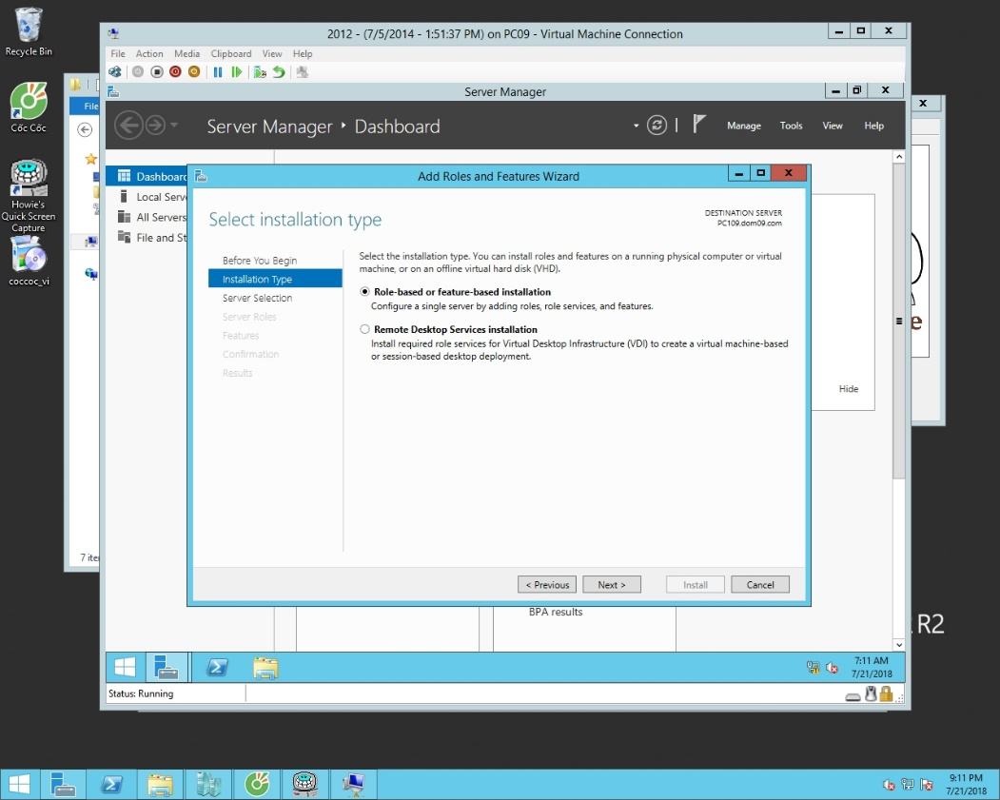 Recycle Bin
Cốc Cốc
Howie's
Quick Screen
Capture
coccoc_vi
2012 - (7/5/2014 - 1:51:37 PM) on PC09 - Virtual Machine Connection
File Action Media Clipboard View Help
File
Server Manager
Server Manager ‣ Dashboard
Manage Tools View Help
Dashboard
Local Serv
All Servers
File and St
Add Roles and Features Wizard
Select installation type
DESTINATION SERVER
PC109.dom09.com
Before You Begin
Installation Type
Server Selection
Server Roles
Features
Confirmation
Results
Select the installation type. You can install roles and features on a running physical computer or virtual
machine, or on an offline virtual hard disk (VHD).
Role-based or feature-based installation
Configure a single server by adding roles, role services, and features.
Remote Desktop Services installation
Install required role services for Virtual Desktop Infrastructure (VDI) to create a virtual machine-based
or session-based desktop deployment.
Hide
e
< Previous Next > Install Cancel
7 ite
BPA results
R2
7:11 AM
7/21/2018
Status: Running
9:11 PM
7/21/2018